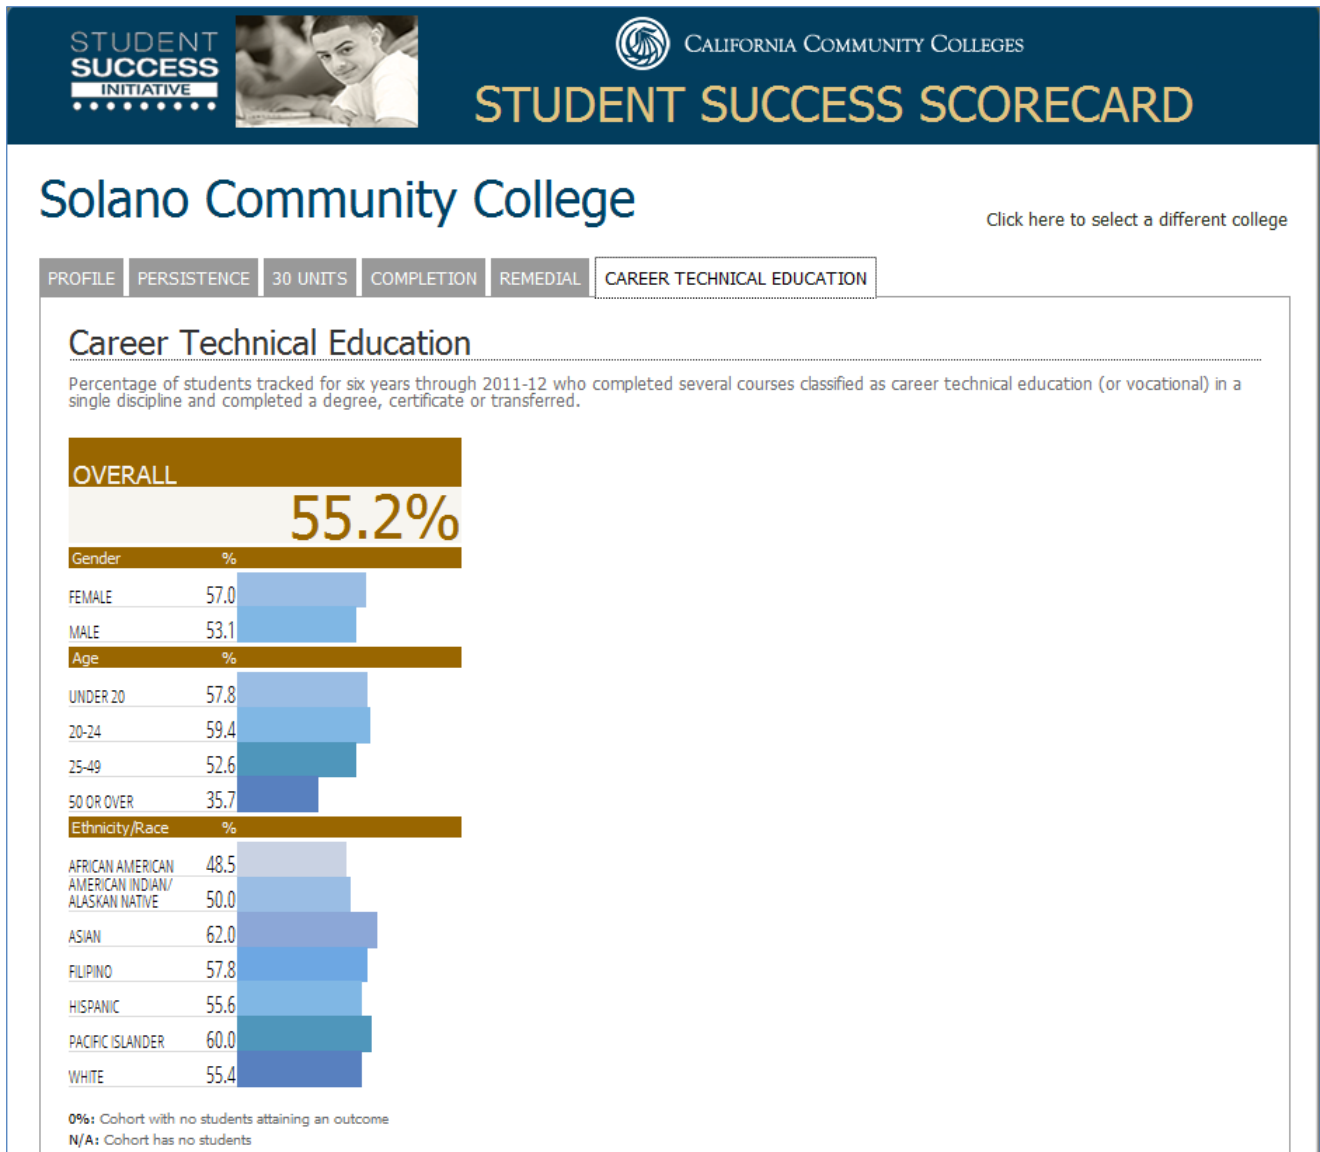 STUDENT
SUCCESS
INITIATIVE
CALIFORNIA COMMUNITY COLLEGES
STUDENT SUCCESS SCORECARD
Solano Community College
Click here to select a different college
PROFILE PERSISTENCE 30 UNITS COMPLETION REMEDIAL CAREER TECHNICAL EDUCATION
Career Technical Education
Percentage of students tracked for six years through 2011-12 who completed several courses classified as career technical education (or vocational) in a
single discipline and completed a degree, certificate or transferred.
OVERALL
55.2%
Gender %
FEMALE 57.0
MALE 53.1
Age %
UNDER 20 57.8
20-24 59.4
25-49 52.6
50 OR OVER 35.7
Ethnicity/Race %
AFRICAN AMERICAN 48.5
AMERICAN INDIAN/
ALASKAN NATIVE 50.0
ASIAN 62.0
FILIPINO 57.8
HISPANIC 55.6
PACIFIC ISLANDER 60.0
WHITE 55.4
0%: Cohort with no students attaining an outcome
N/A: Cohort has no students